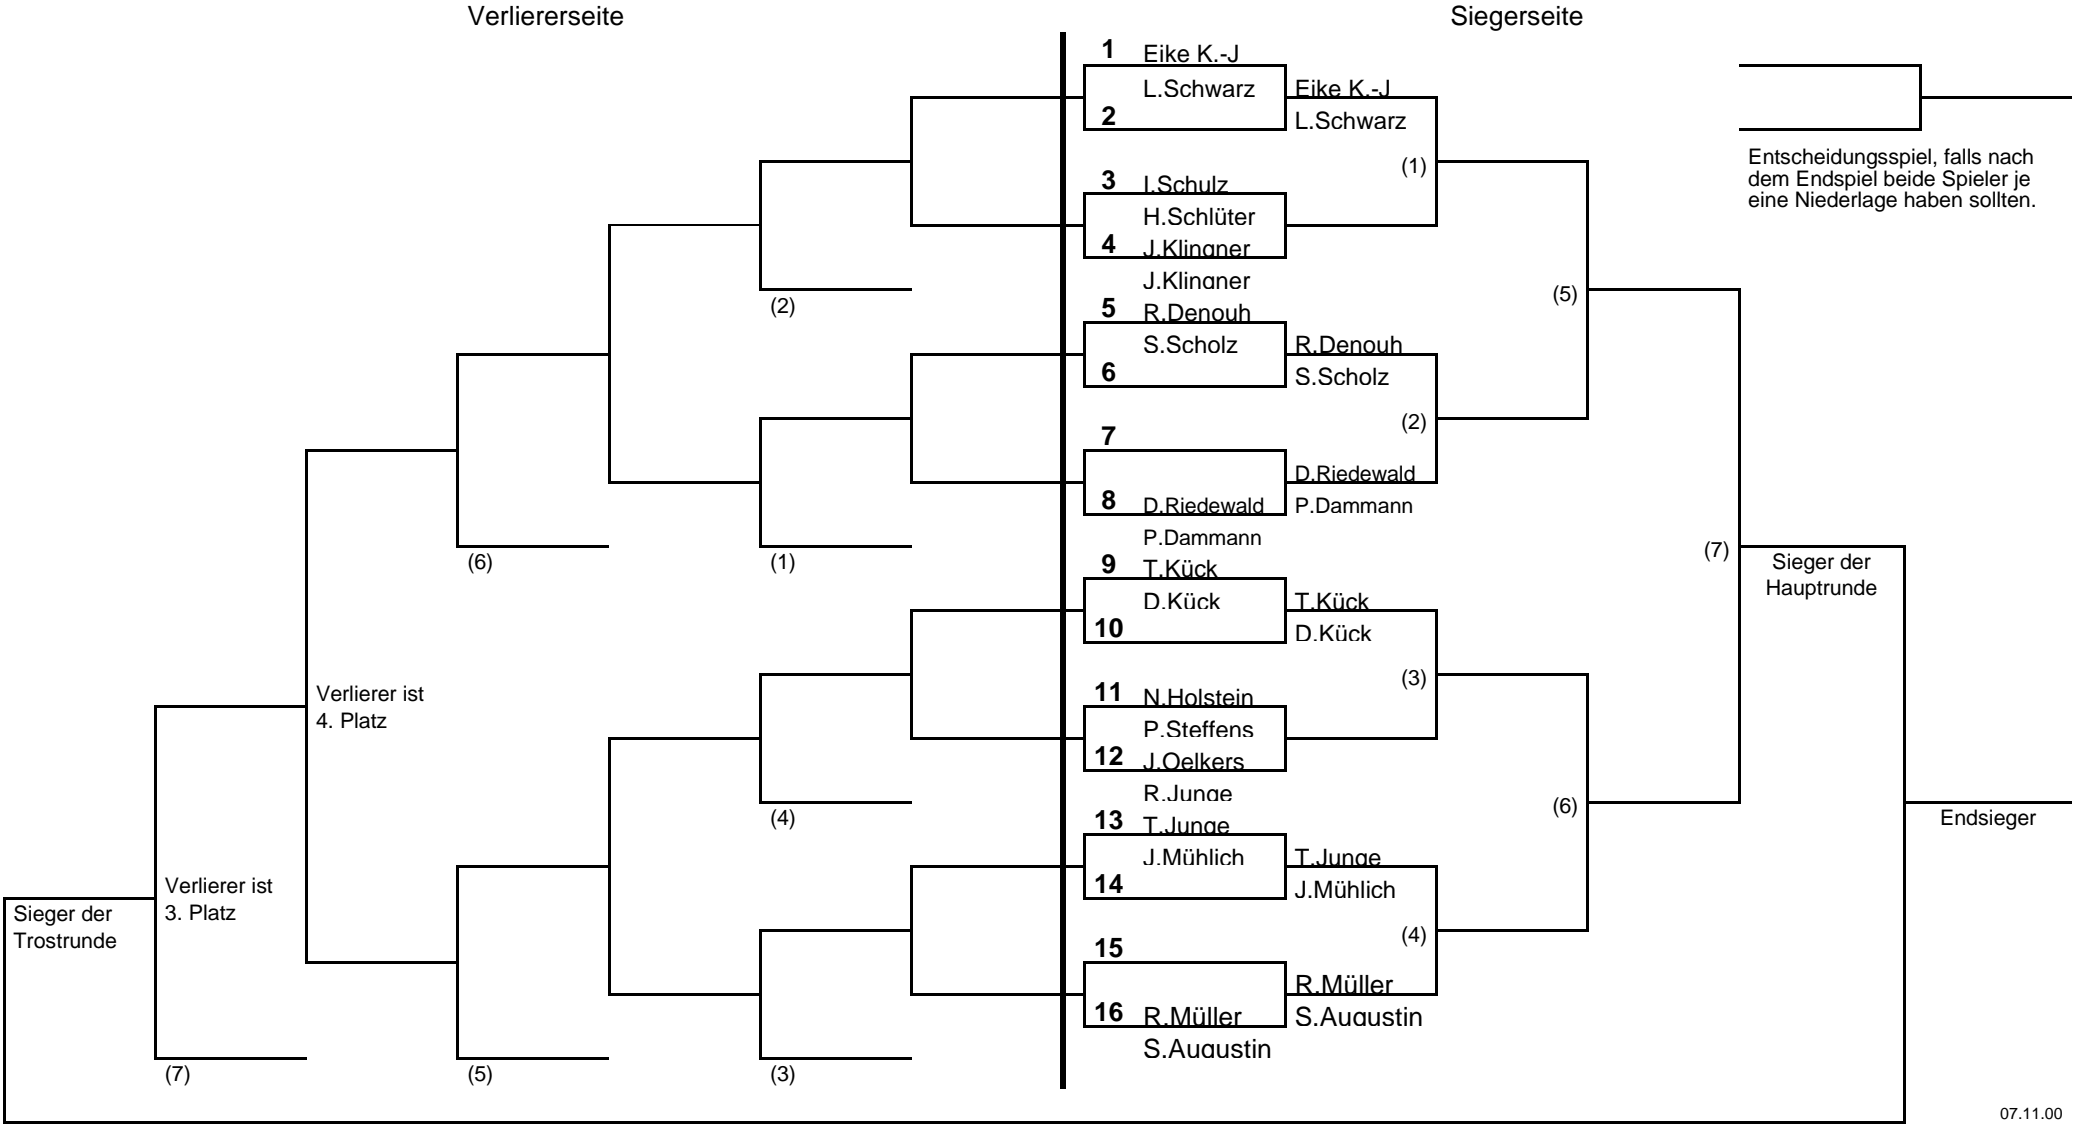 Verliererseite
Siegerseite
1 Eike K.-J
L.Schwarz
2
Eike K.-J
L.Schwarz
(1)
3 I.Schulz
H.Schlüter
4 J.Klingner
J.Klingner
5 R.Denouh
S.Scholz
6
R.Denouh
S.Scholz
(2)
(5)
7
8 D.Riedewald
P.Dammann
D.Riedewald
P.Dammann
9 T.Kück
D.Kück
10
T.Kück
D.Kück
(3)
11 N.Holstein
P.Steffens
12 J.Oelkers
R.Junge
13 T.Junge
J.Mühlich
14
T.Junge
J.Mühlich
(4)
(6)
15
16 R.Müller
S.Augustin
R.Müller
S.Augustin
(7)
Sieger der
Hauptrunde
Endsieger
Entscheidungsspiel, falls nach
dem Endspiel beide Spieler je
eine Niederlage haben sollten.
(2)
(6)
(1)
Verlierer ist
4. Platz
(4)
Verlierer ist
3. Platz
Sieger der
Trostrunde
(7)
(5)
(3)
07.11.00